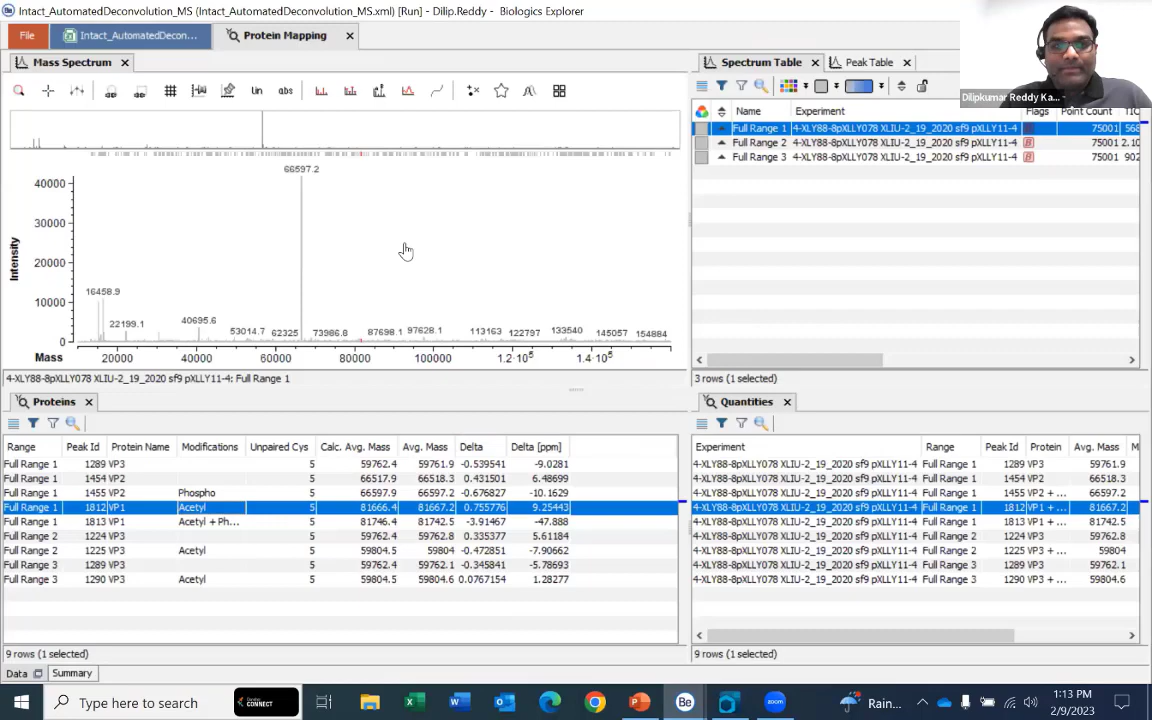 Intact_AutomatedDeconvolution_MS (Intact_AutomatedDeconvolution_MS.xml) [Run] - Dilip.Reddy - Biologics Explorer
File Intact_AutomatedDecon... Protein Mapping
Mass Spectrum
lin abs
66597.2
40000
30000
20000
10000
0
Intensity
16458.9
22199.1
40695.6
53014.7
62325
73986.8
87698.1
97628.1
113163
122797
133540
145057
154884
Mass 20000 40000 60000 80000 100000 1.2·10⁵ 1.4·10⁵
4-XLY88-8pXLLY078 XLIU-2_19_2020 sf9 pXLLY11-4: Full Range 1
Spectrum Table Peak Table
Dilipkumar Reddy Ka...
Name Experiment Flags Point Count TIC
Full Range 1 4-XLY88-8pXLLY078 XLIU-2_19_2020 sf9 pXLLY11-4 75001 568
Full Range 2 4-XLY88-8pXLLY078 XLIU-2_19_2020 sf9 pXLLY11-4 B 75001 2.10
Full Range 3 4-XLY88-8pXLLY078 XLIU-2_19_2020 sf9 pXLLY11-4 B 75001 902
3 rows (1 selected)
Proteins
Range Peak Id Protein Name Modifications Unpaired Cys Calc. Avg. Mass Avg. Mass Delta Delta [ppm]
Full Range 1 1289 VP3 5 59762.4 59761.9 -0.539541 -9.0281
Full Range 1 1454 VP2 5 66517.9 66518.3 0.431501 6.48699
Full Range 1 1455 VP2 Phospho 5 66597.9 66597.2 -0.676827 -10.1629
Full Range 1 1812 VP1 Acetyl 5 81666.4 81667.2 0.755776 9.25443
Full Range 1 1813 VP1 Acetyl + Ph... 5 81746.4 81742.5 -3.91467 -47.888
Full Range 2 1224 VP3 5 59762.4 59762.8 0.335377 5.61184
Full Range 2 1225 VP3 Acetyl 5 59804.5 59804 -0.472851 -7.90662
Full Range 3 1289 VP3 5 59762.4 59762.1 -0.345841 -5.78693
Full Range 3 1290 VP3 Acetyl 5 59804.5 59804.6 0.0767154 1.28277
9 rows (1 selected)
Quantities
Experiment Range Peak Id Protein Avg. Mass M
4-XLY88-8pXLLY078 XLIU-2_19_2020 sf9 pXLLY11-4 Full Range 1 1289 VP3 59761.9
4-XLY88-8pXLLY078 XLIU-2_19_2020 sf9 pXLLY11-4 Full Range 1 1454 VP2 66518.3
4-XLY88-8pXLLY078 XLIU-2_19_2020 sf9 pXLLY11-4 Full Range 1 1455 VP2 + ... 66597.2
4-XLY88-8pXLLY078 XLIU-2_19_2020 sf9 pXLLY11-4 Full Range 1 1812 VP1 + ... 81667.2
4-XLY88-8pXLLY078 XLIU-2_19_2020 sf9 pXLLY11-4 Full Range 1 1813 VP1 + ... 81742.5
4-XLY88-8pXLLY078 XLIU-2_19_2020 sf9 pXLLY11-4 Full Range 2 1224 VP3 59762.8
4-XLY88-8pXLLY078 XLIU-2_19_2020 sf9 pXLLY11-4 Full Range 2 1225 VP3 + ... 59804
4-XLY88-8pXLLY078 XLIU-2_19_2020 sf9 pXLLY11-4 Full Range 3 1289 VP3 59762.1
4-XLY88-8pXLLY078 XLIU-2_19_2020 sf9 pXLLY11-4 Full Range 3 1290 VP3 + ... 59804.6
9 rows (1 selected)
Data Summary
Type here to search
CONNECT
Be
zoom
Rain...
1:13 PM
2/9/2023